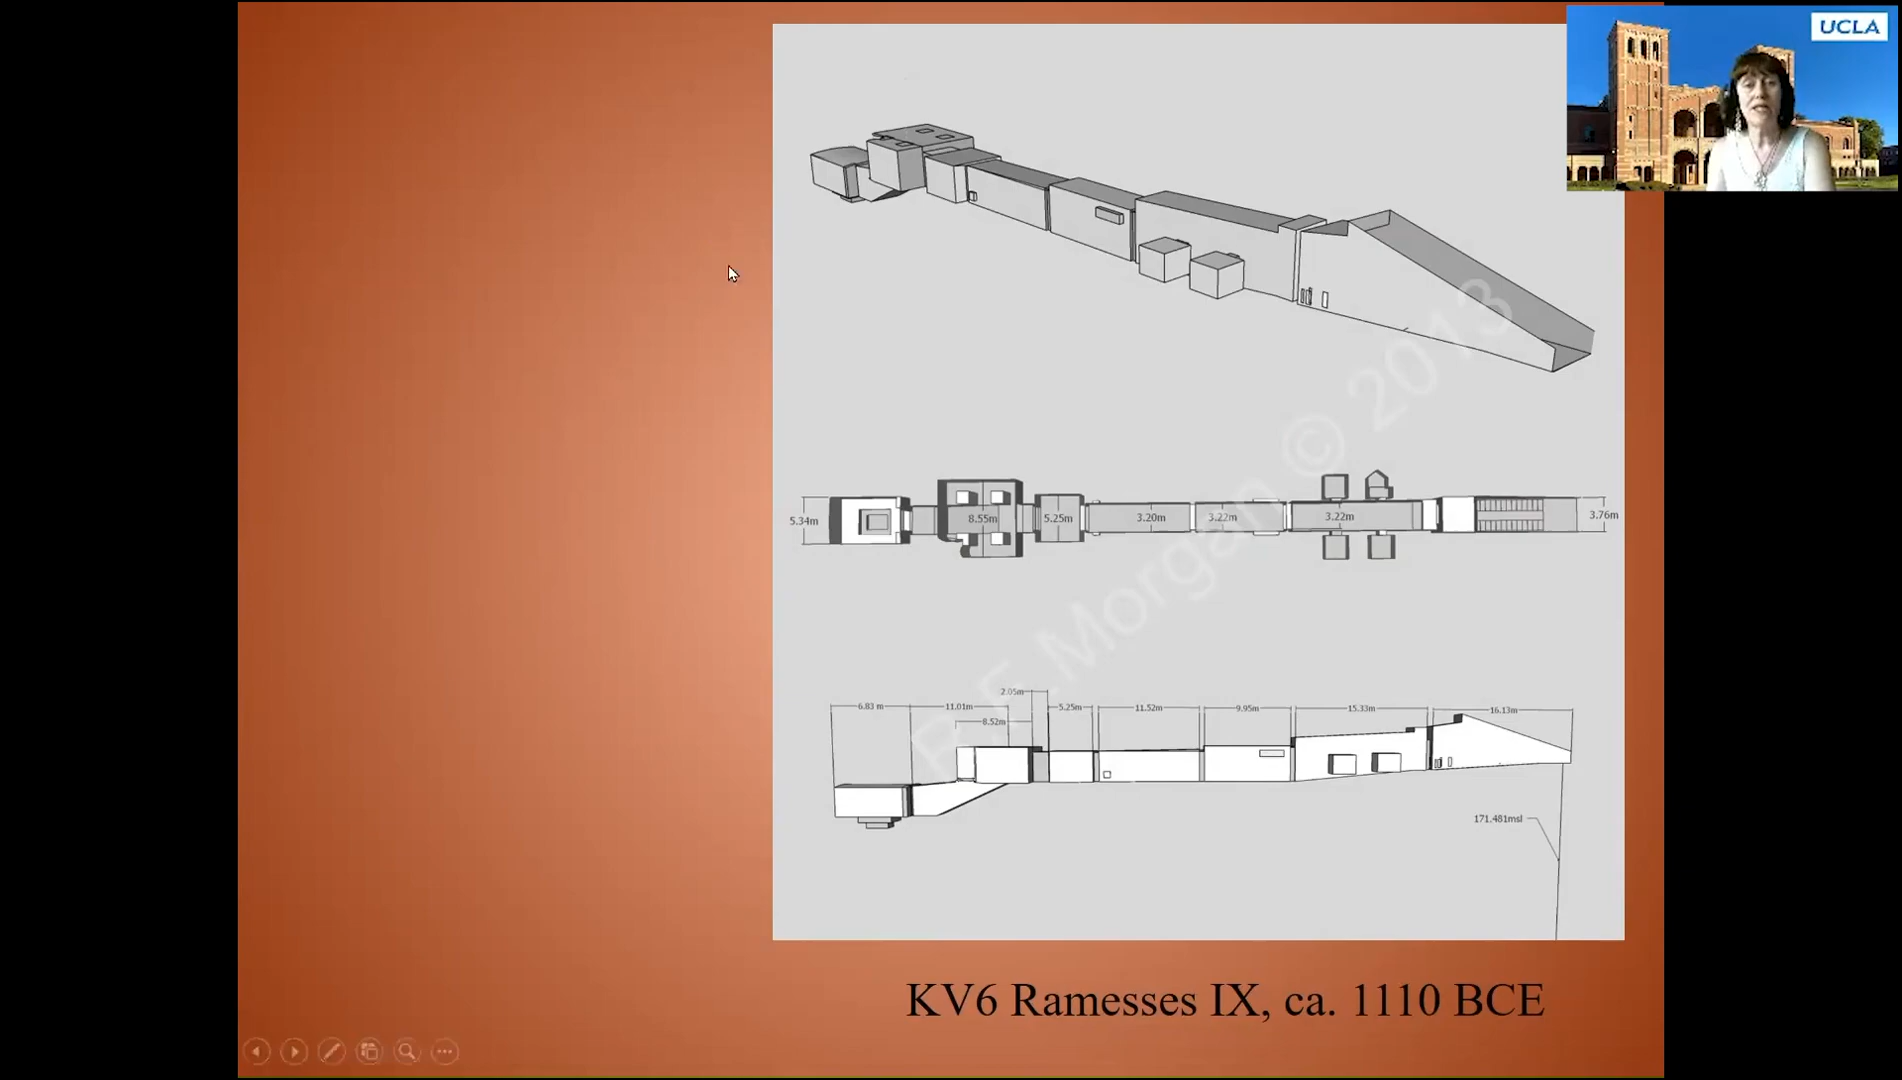 UCLA
R.F.Morgan © 2013
5.34m
8.55m
5.25m
3.20m
3.22m
3.22m
3.76m
2.05m
6.83 m
11.01m
8.52m
5.25m
11.52m
9.95m
15.33m
16.13m
171.481msl
KV6 Ramesses IX, ca. 1110 BCE